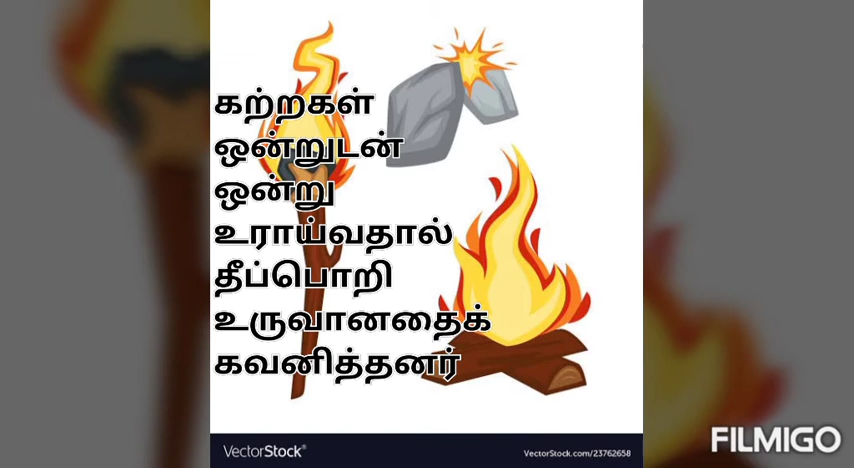 கற்றகள்
ஒன்றுடன்
ஒன்று
உராய்வதால்
தீப்பொறி
உருவானதைக்
கவனித்தனர்
VectorStock®
VectorStock.com/23762658
FILMIGO